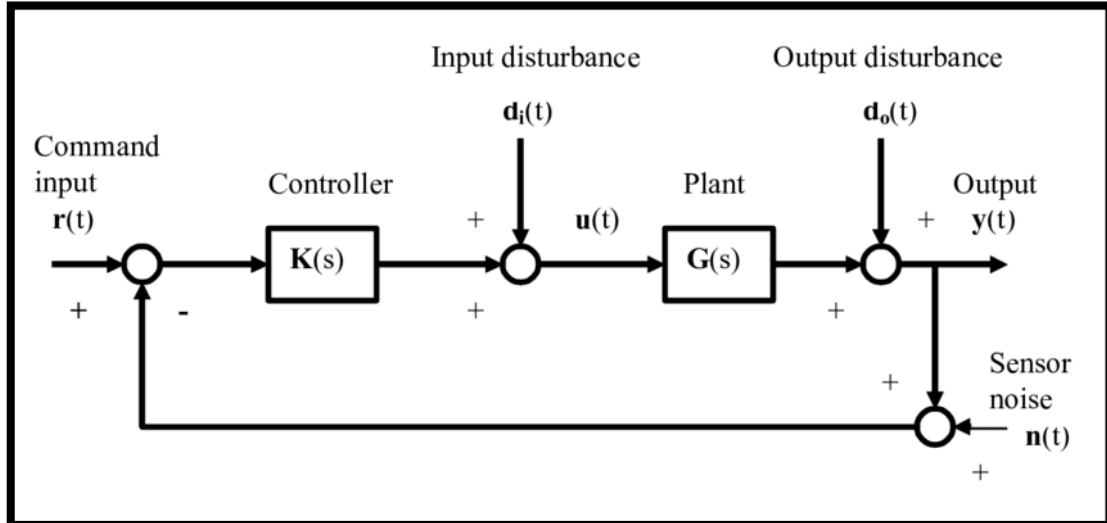 Input disturbance
Output disturbance
di(t)
do(t)
Command
input
r(t)
Controller
Plant
Output
y(t)
+
u(t)
+
K(s)
G(s)
+
-
+
+
+
Sensor
noise
n(t)
+